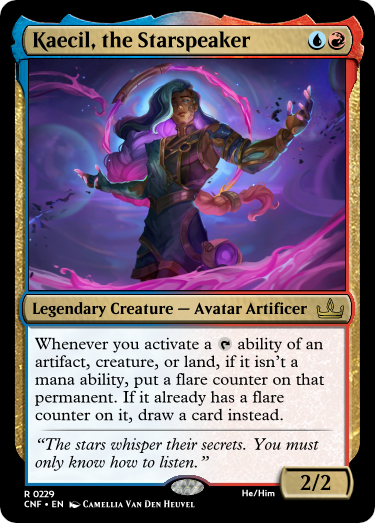 Kaecil, the Starspeaker
Legendary Creature — Avatar Artificer
Whenever you activate a ability of an
artifact, creature, or land, if it isn't a
mana ability, put a flare counter on that
permanent. If it already has a flare
counter on it, draw a card instead.
"The stars whisper their secrets. You must
only know how to listen."
2/2
R 0229
He/Him
CNF • EN Camellia Van Den Heuvel